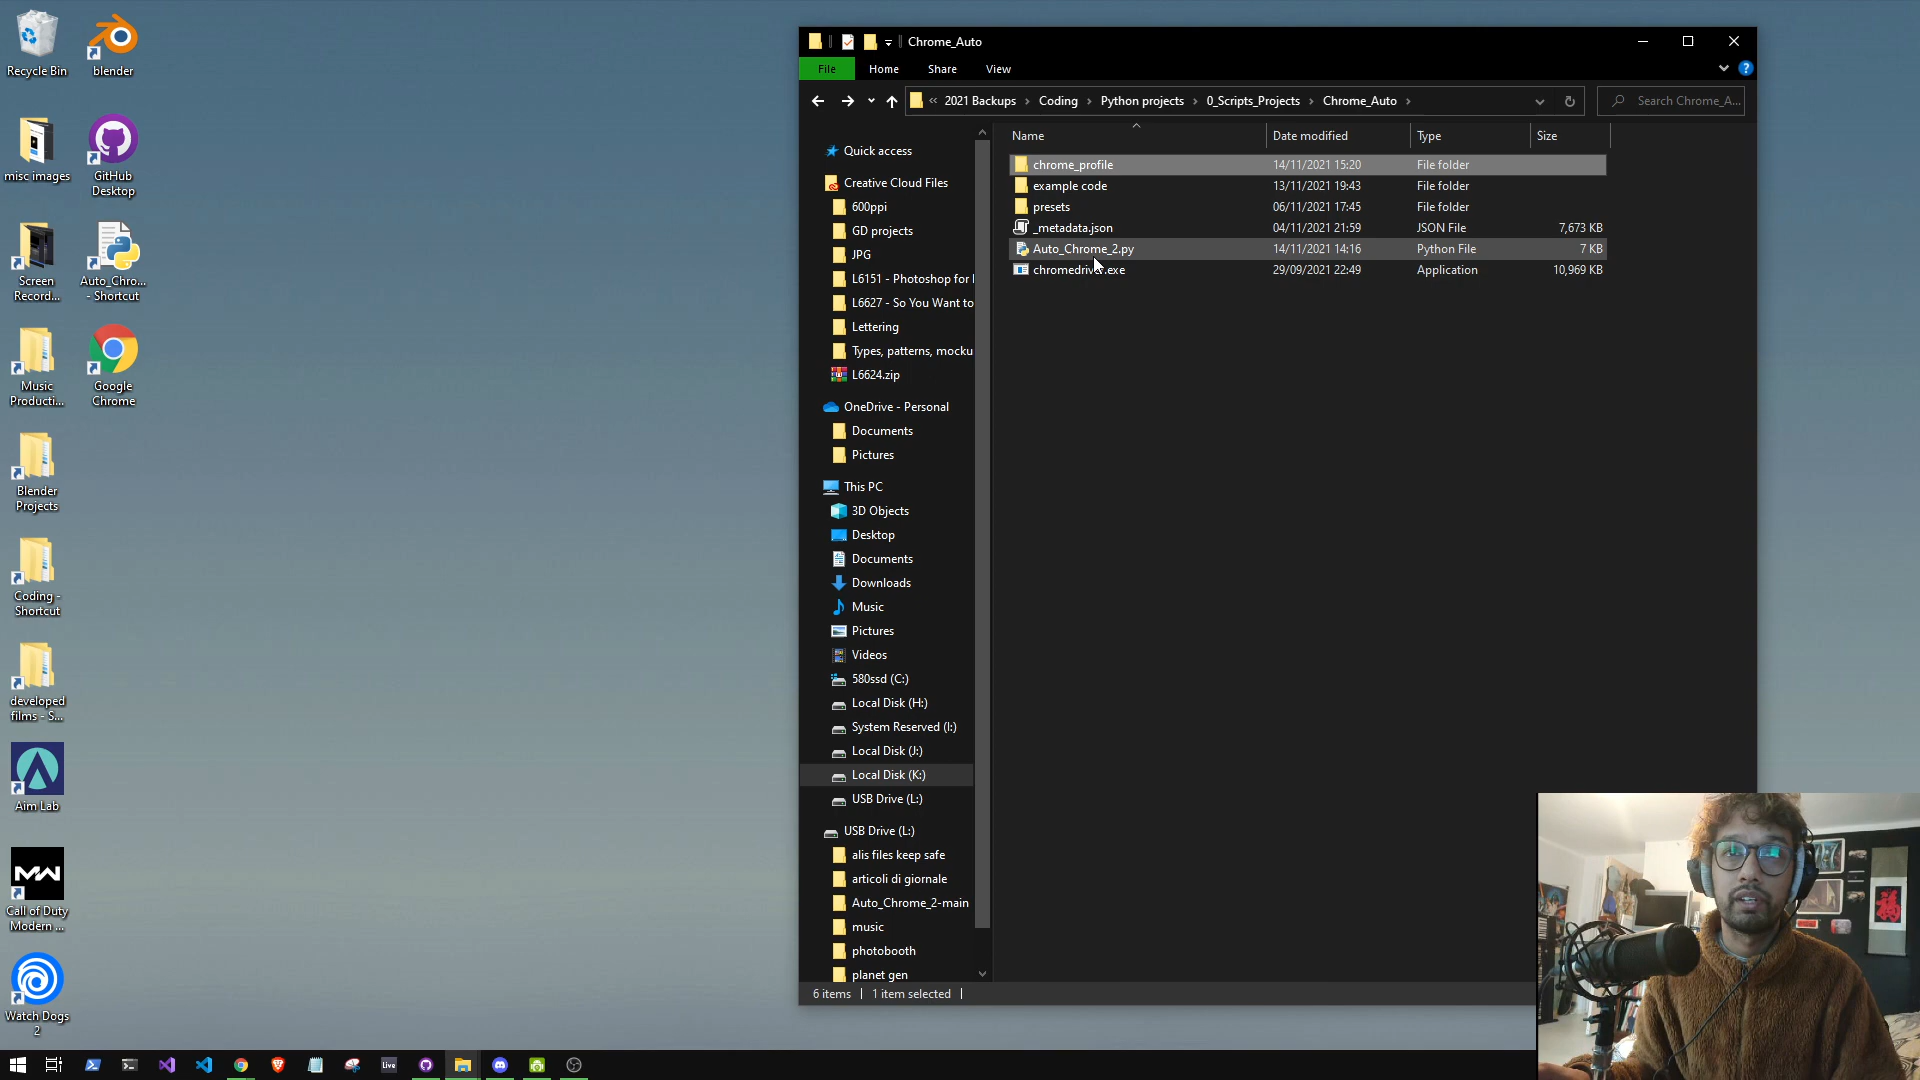 Recycle Bin
blender
misc images
GitHub
Desktop
Screen
Record...
Auto_Chro...
- Shortcut
Music
Producti...
Google
Chrome
Blender
Projects
Coding -
Shortcut
developed
films - S...
Aim Lab
Call of Duty
Modern ...
Watch Dogs
2
Chrome_Auto
File
Home
Share
View
2021 Backups
Coding
Python projects
0_Scripts_Projects
Chrome_Auto
Search Chrome_A...
Quick access
Creative Cloud Files
600ppi
GD projects
JPG
L6151 - Photoshop for
L6627 - So You Want to
Lettering
Types, patterns, mocku
L6624.zip
OneDrive - Personal
Documents
Pictures
This PC
3D Objects
Desktop
Documents
Downloads
Music
Pictures
Videos
580ssd (C:)
Local Disk (H:)
System Reserved (I:)
Local Disk (J:)
Local Disk (K:)
USB Drive (L:)
USB Drive (L:)
alis files keep safe
articoli di giornale
Auto_Chrome_2-main
music
photobooth
planet gen
Name Date modified Type Size
chrome_profile 14/11/2021 15:20 File folder
example code 13/11/2021 19:43 File folder
presets 06/11/2021 17:45 File folder
_metadata.json 04/11/2021 21:59 JSON File 7,673 KB
Auto_Chrome_2.py 14/11/2021 14:16 Python File 7 KB
chromedriver.exe 29/09/2021 22:49 Application 10,969 KB
6 items 1 item selected
Live
福